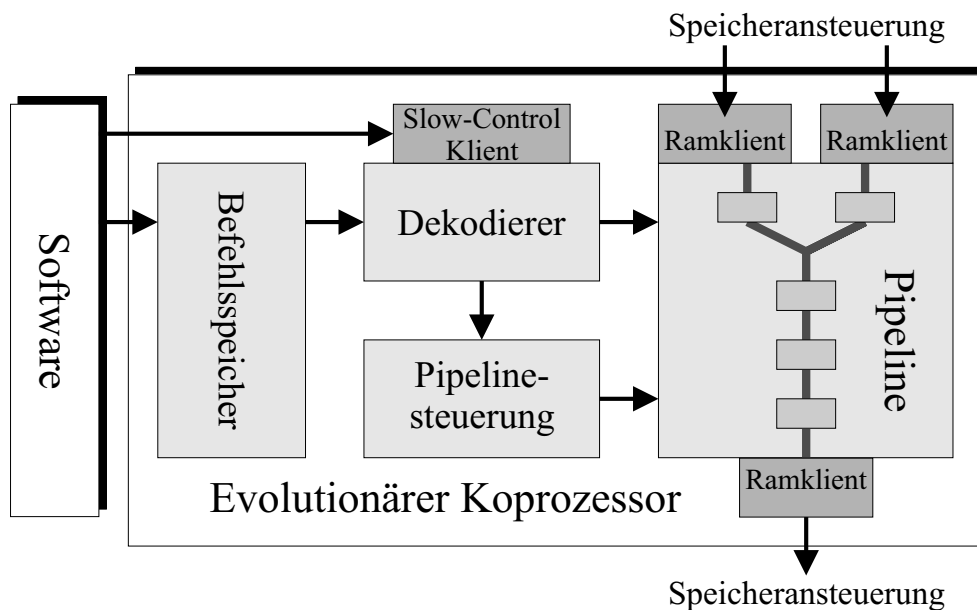 Speicheransteuerung
Slow-Control
Klient
Ramklient
Ramklient
Software
Befehlsspeicher
Dekodierer
Pipeline
Pipeline-
steuerung
Ramklient
Evolutionärer Koprozessor
Speicheransteuerung